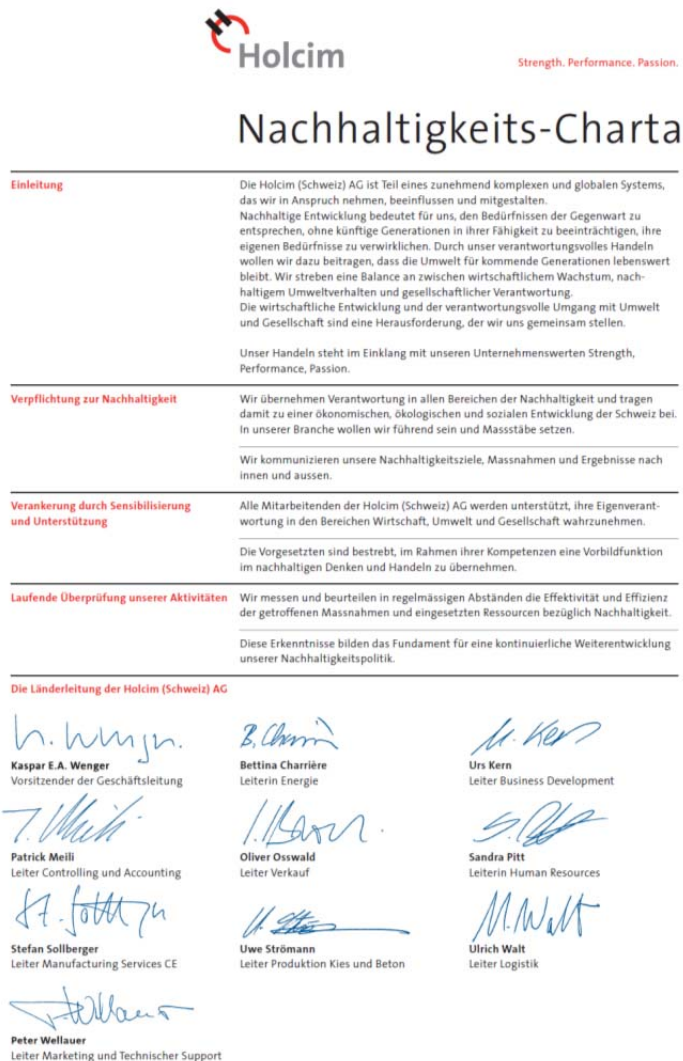 Holcim
Strength. Performance. Passion.
Nachhaltigkeits-Charta
Einleitung
Die Holcim (Schweiz) AG ist Teil eines zunehmend komplexen und globalen Systems,
das wir in Anspruch nehmen, beeinflussen und mitgestalten.
Nachhaltige Entwicklung bedeutet für uns, den Bedürfnissen der Gegenwart zu
entsprechen, ohne künftige Generationen in ihrer Fähigkeit zu beeinträchtigen, ihre
eigenen Bedürfnisse zu verwirklichen. Durch unser verantwortungsvolles Handeln
wollen wir dazu beitragen, dass die Umwelt für kommende Generationen lebenswert
bleibt. Wir streben eine Balance an zwischen wirtschaftlichem Wachstum, nach-
haltigem Umweltverhalten und gesellschaftlicher Verantwortung.
Die wirtschaftliche Entwicklung und der verantwortungsvolle Umgang mit Umwelt
und Gesellschaft sind eine Herausforderung, der wir uns gemeinsam stellen.
Unser Handeln steht im Einklang mit unseren Unternehmenswerten Strength,
Performance, Passion.
Verpflichtung zur Nachhaltigkeit
Wir übernehmen Verantwortung in allen Bereichen der Nachhaltigkeit und tragen
damit zu einer ökonomischen, ökologischen und sozialen Entwicklung der Schweiz bei.
In unserer Branche wollen wir führend sein und Massstäbe setzen.
Wir kommunizieren unsere Nachhaltigkeitsziele, Massnahmen und Ergebnisse nach
innen und aussen.
Verankerung durch Sensibilisierung
und Unterstützung
Alle Mitarbeitenden der Holcim (Schweiz) AG werden unterstützt, ihre Eigenverant-
wortung in den Bereichen Wirtschaft, Umwelt und Gesellschaft wahrzunehmen.
Die Vorgesetzten sind bestrebt, im Rahmen ihrer Kompetenzen eine Vorbildfunktion
im nachhaltigen Denken und Handeln zu übernehmen.
Laufende Überprüfung unserer Aktivitäten
Wir messen und beurteilen in regelmässigen Abständen die Effektivität und Effizienz
der getroffenen Massnahmen und eingesetzten Ressourcen bezüglich Nachhaltigkeit.
Diese Erkenntnisse bilden das Fundament für eine kontinuierliche Weiterentwicklung
unserer Nachhaltigkeitspolitik.
Die Länderleitung der Holcim (Schweiz) AG
Kaspar E.A. Wenger
Vorsitzender der Geschäftsleitung
Bettina Charrière
Leiterin Energie
Urs Kern
Leiter Business Development
Patrick Meili
Leiter Controlling und Accounting
Oliver Osswald
Leiter Verkauf
Sandra Pitt
Leiterin Human Resources
Stefan Sollberger
Leiter Manufacturing Services CE
Uwe Strömann
Leiter Produktion Kies und Beton
Ulrich Walt
Leiter Logistik
Peter Wellauer
Leiter Marketing und Technischer Support